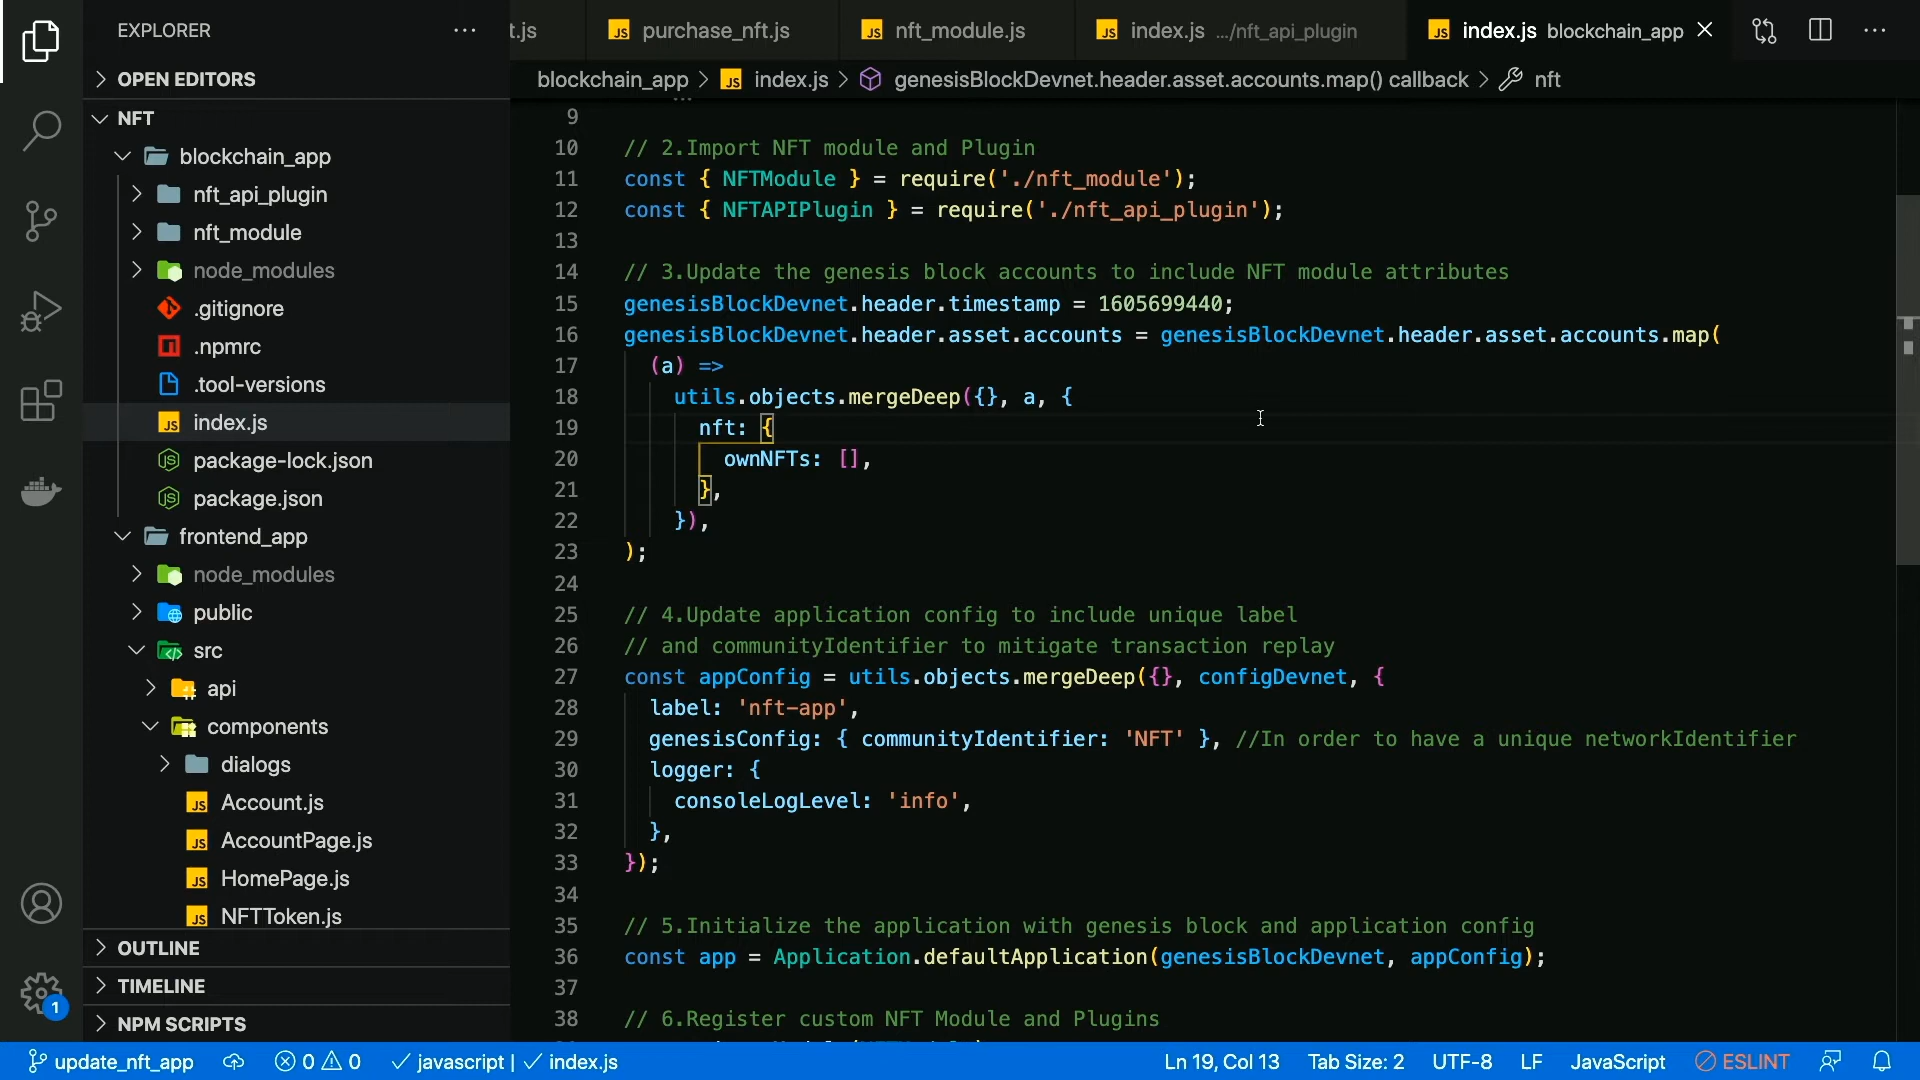 EXPLORER
t.js
purchase_nft.js
nft_module.js
index.js .../nft_api_plugin
index.js blockchain_app
OPEN EDITORS
blockchain_app > index.js > genesisBlockDevnet.header.asset.accounts.map() callback > nft
NFT
blockchain_app
nft_api_plugin
nft_module
node_modules
.gitignore
.npmrc
.tool-versions
index.js
package-lock.json
package.json
frontend_app
node_modules
public
src
api
components
dialogs
Account.js
AccountPage.js
HomePage.js
NFTToken.js
OUTLINE
TIMELINE
NPM SCRIPTS
9
10 // 2.Import NFT module and Plugin
11 const { NFTModule } = require('./nft_module');
12 const { NFTAPIPlugin } = require('./nft_api_plugin');
13
14 // 3.Update the genesis block accounts to include NFT module attributes
15 genesisBlockDevnet.header.timestamp = 1605699440;
16 genesisBlockDevnet.header.asset.accounts = genesisBlockDevnet.header.asset.accounts.map(
17 (a) =>
18 utils.objects.mergeDeep({}, a, {
19 nft: {
20 ownNFTs: [],
21 },
22 }),
23 );
24
25 // 4.Update application config to include unique label
26 // and communityIdentifier to mitigate transaction replay
27 const appConfig = utils.objects.mergeDeep({}, configDevnet, {
28 label: 'nft-app',
29 genesisConfig: { communityIdentifier: 'NFT' }, //In order to have a unique networkIdentifier
30 logger: {
31 consoleLogLevel: 'info',
32 },
33 });
34
35 // 5.Initialize the application with genesis block and application config
36 const app = Application.defaultApplication(genesisBlockDevnet, appConfig);
37
38 // 6.Register custom NFT Module and Plugins
1
update_nft_app 0 0 javascript | index.js Ln 19, Col 13 Tab Size: 2 UTF-8 LF JavaScript ESLINT